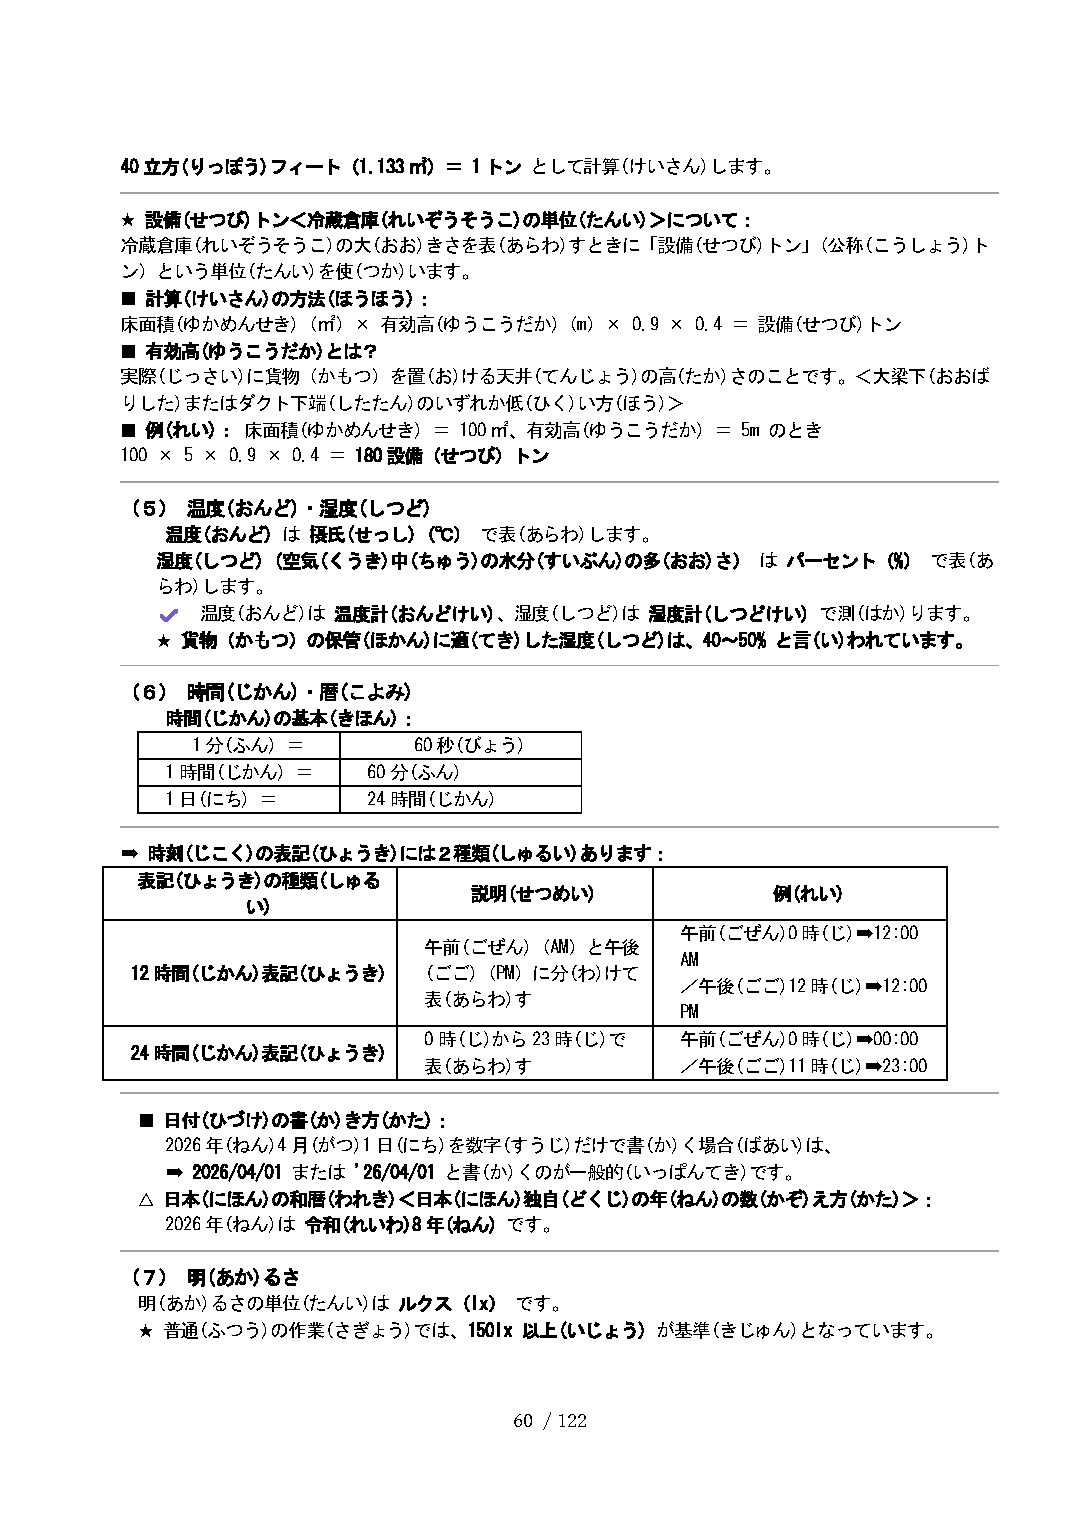 40立方(りっぽう)フィート（1.133㎥）＝ 1トン として計算(けいさん)します。
★ 設備(せつび)トン＜冷蔵倉庫(れいぞうそうこ)の単位(たんい)＞について：
冷蔵倉庫(れいぞうそうこ)の大(おお)きさを表(あらわ)すときに「設備(せつび)トン」（公称(こうしょう)ト
ン）という単位(たんい)を使(つか)います。
■ 計算(けいさん)の方法(ほうほう)：
床面積(ゆかめんせき)（㎡）× 有効高(ゆうこうだか)（m）× 0.9 × 0.4 ＝ 設備(せつび)トン
■ 有効高(ゆうこうだか)とは？
実際(じっさい)に貨物（かもつ）を置(お)ける天井(てんじょう)の高(たか)さのことです。＜大梁下(おおば
りした)またはダクト下端(したたん)のいずれか低(ひく)い方(ほう)＞
■ 例(れい)： 床面積(ゆかめんせき) ＝ 100㎡、有効高(ゆうこうだか) ＝ 5m のとき
100 × 5 × 0.9 × 0.4 ＝ 180設備（せつび）トン
（５） 温度(おんど)・湿度(しつど)
温度(おんど) は 摂氏(せっし)（℃） で表(あらわ)します。
湿度(しつど)（空気(くうき)中(ちゅう)の水分(すいぶん)の多(おお)さ） は パーセント（%） で表(あ
らわ)します。
✓ 温度(おんど)は 温度計(おんどけい)、湿度(しつど)は 湿度計(しつどけい) で測(はか)ります。
★ 貨物（かもつ）の保管(ほかん)に適(てき)した湿度(しつど)は、40～50% と言(い)われています。
（６） 時間(じかん)・暦(こよみ)
時間(じかん)の基本(きほん)：
1分(ふん) ＝ 60秒(びょう)
1時間(じかん) ＝ 60分(ふん)
1日(にち) ＝ 24時間(じかん)
➡ 時刻(じこく)の表記(ひょうき)には２種類(しゅるい)あります：
表記(ひょうき)の種類(しゅる
い)
説明(せつめい)
例(れい)
12時間(じかん)表記(ひょうき)
午前(ごぜん)（AM）と午後
(ごご)（PM）に分(わ)けて
表(あらわ)す
午前(ごぜん)0時(じ)➡12:00
AM
／午後(ごご)12時(じ)➡12:00
PM
24時間(じかん)表記(ひょうき)
0時(じ)から23時(じ)で
表(あらわ)す
午前(ごぜん)0時(じ)➡00:00
／午後(ごご)11時(じ)➡23:00
■ 日付(ひづけ)の書(か)き方(かた)：
2026年(ねん)4月(がつ)1日(にち)を数字(すうじ)だけで書(か)く場合(ばあい)は、
➡ 2026/04/01 または '26/04/01 と書(か)くのが一般的(いっぱんてき)です。
△ 日本(にほん)の和暦(われき)＜日本(にほん)独自(どくじ)の年(ねん)の数(かぞ)え方(かた)＞：
2026年(ねん)は 令和(れいわ)8年(ねん) です。
（７） 明(あか)るさ
明(あか)るさの単位(たんい)は ルクス（lx） です。
★ 普通(ふつう)の作業(さぎょう)では、150lx 以上(いじょう) が基準(きじゅん)となっています。
60 / 122